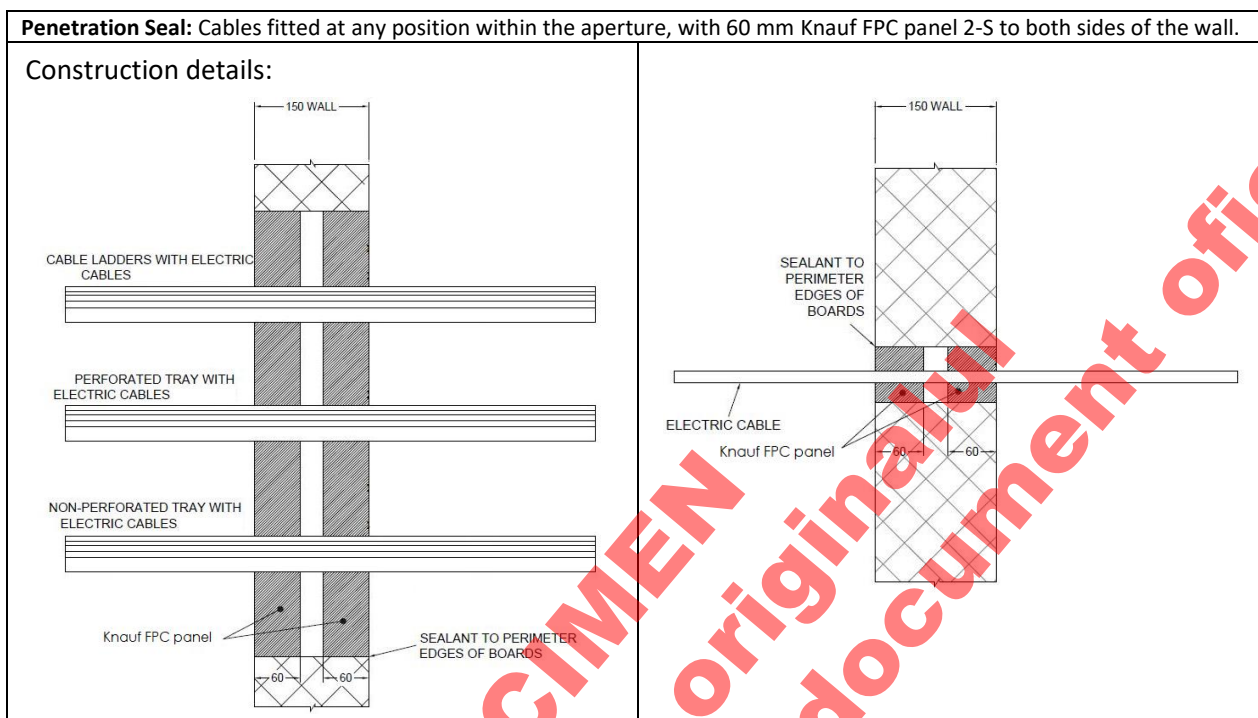 Penetration Seal: Cables fitted at any position within the aperture, with 60 mm Knauf FPC panel 2-S to both sides of the wall.
Construction details:
150 WALL
CABLE LADDERS WITH ELECTRIC
CABLES
PERFORATED TRAY WITH
ELECTRIC CABLES
NON-PERFORATED TRAY WITH
ELECTRIC CABLES
Knauf FPC panel
SEALANT TO PERIMETER
EDGES OF BOARDS
60
60
150 WALL
SEALANT TO
PERIMETER
EDGES OF
BOARDS
ELECTRIC CABLE
Knauf FPC panel
60
60
CIMEN
originalul
document ofic